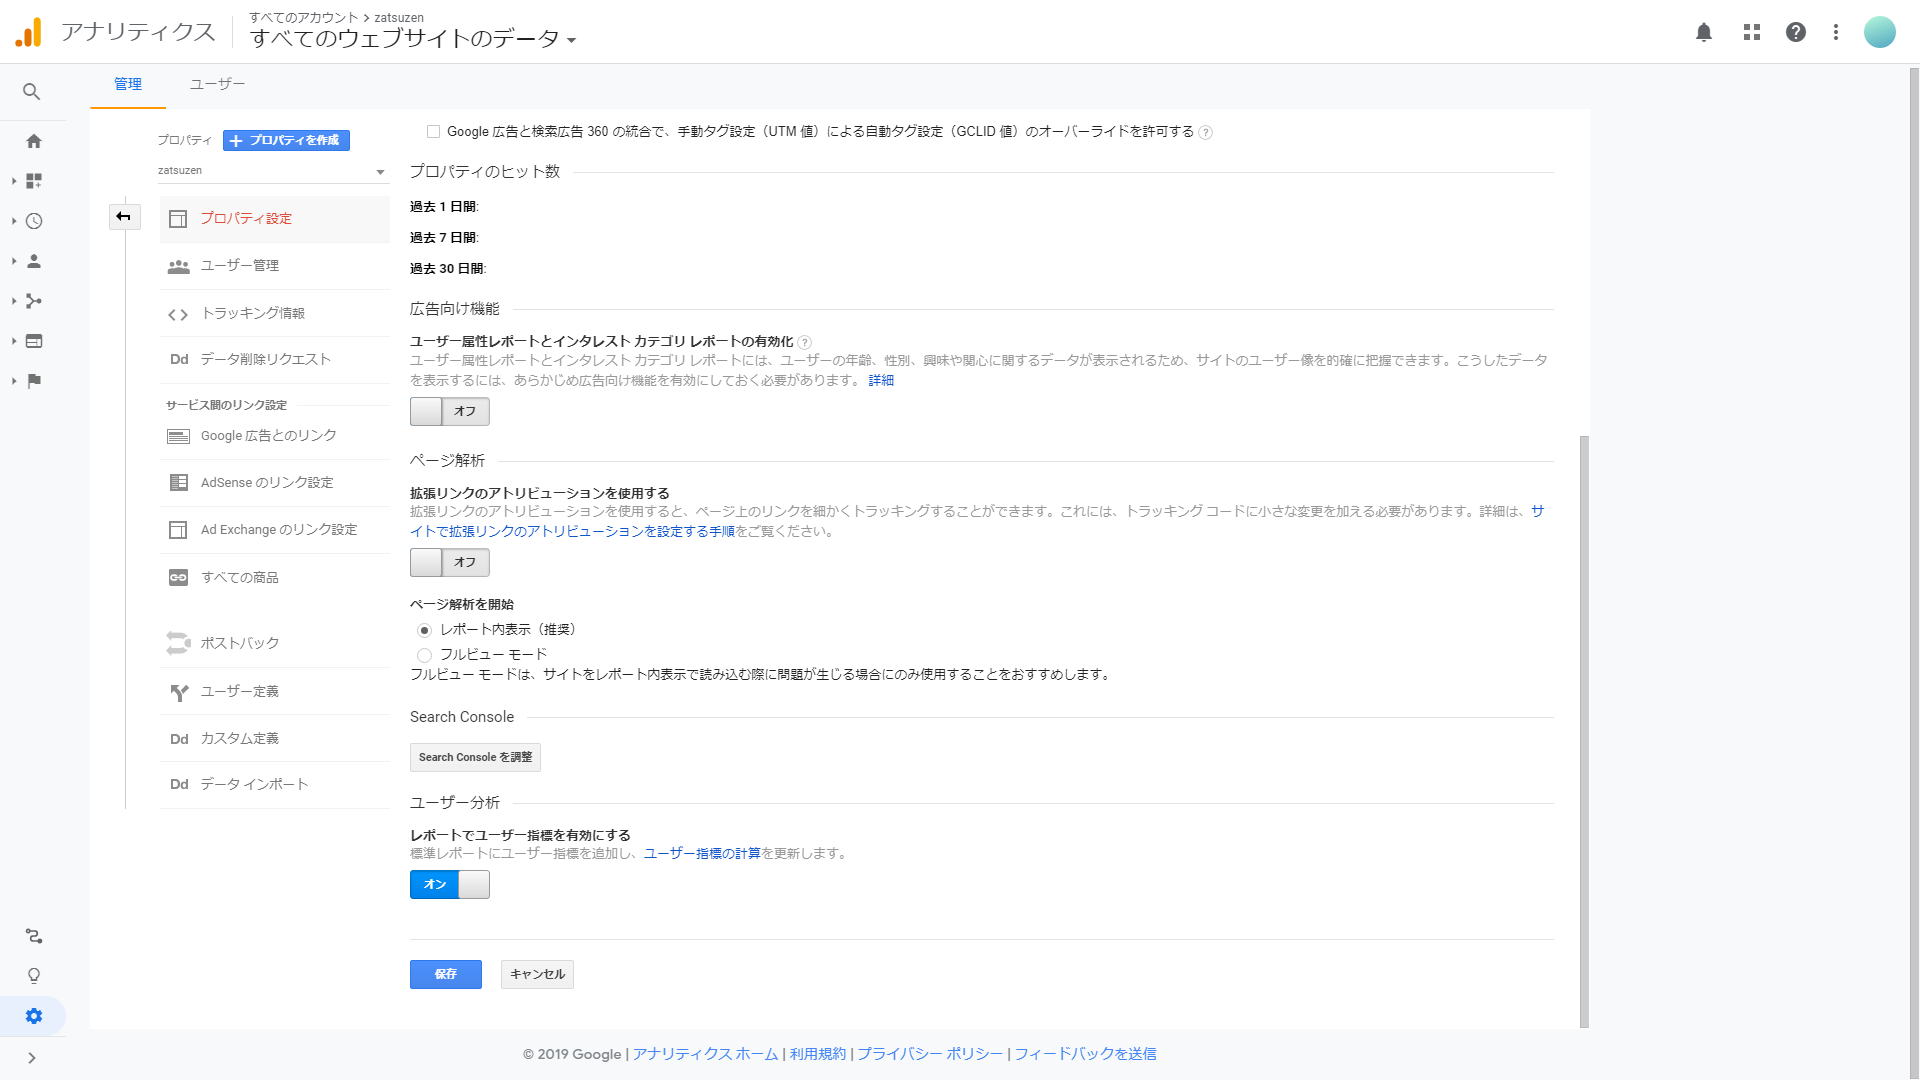 アナリティクス
すべてのアカウント > zatsuzen
すべてのウェブサイトのデータ
管理
ユーザー
プロパティ
プロパティを作成
zatsuzen
プロパティ設定
ユーザー管理
トラッキング情報
Dd データ削除リクエスト
サービス間のリンク設定
Google 広告とのリンク
AdSense のリンク設定
Ad Exchange のリンク設定
すべての商品
ポストバック
ユーザー定義
Dd カスタム定義
Dd データ インポート
Google 広告と検索広告 360 の統合で、手動タグ設定（UTM 値）による自動タグ設定（GCLID 値）のオーバーライドを許可する ?
プロパティのヒット数
過去 1 日間:
過去 7 日間:
過去 30 日間:
広告向け機能
ユーザー属性レポートとインタレスト カテゴリ レポートの有効化 ?
ユーザー属性レポートとインタレスト カテゴリ レポートには、ユーザーの年齢、性別、興味や関心に関するデータが表示されるため、サイトのユーザー像を的確に把握できます。こうしたデータ
を表示するには、あらかじめ広告向け機能を有効にしておく必要があります。 詳細
オフ
ページ解析
拡張リンクのアトリビューションを使用する
拡張リンクのアトリビューションを使用すると、ページ上のリンクを細かくトラッキングすることができます。これには、トラッキング コードに小さな変更を加える必要があります。詳細は、サ
イトで拡張リンクのアトリビューションを設定する手順をご覧ください。
オフ
ページ解析を開始
レポート内表示（推奨）
フルビュー モード
フルビュー モードは、サイトをレポート内表示で読み込む際に問題が生じる場合にのみ使用することをおすすめします。
Search Console
Search Console を調整
ユーザー分析
レポートでユーザー指標を有効にする
標準レポートにユーザー指標を追加し、ユーザー指標の計算を更新します。
オン
保存
キャンセル
© 2019 Google | アナリティクス ホーム | 利用規約 | プライバシー ポリシー | フィードバックを送信